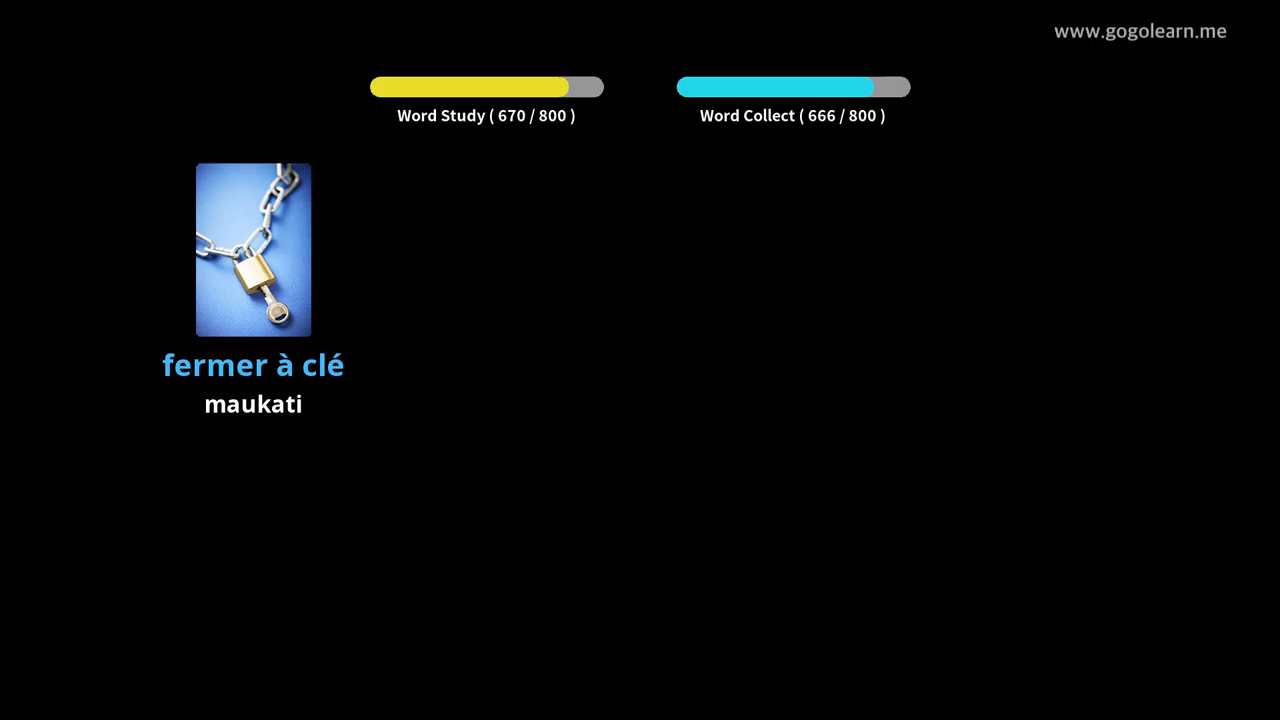 www.gogolearn.me
Word Study ( 670 / 800 )
Word Collect ( 666 / 800 )
fermer à clé
maukati